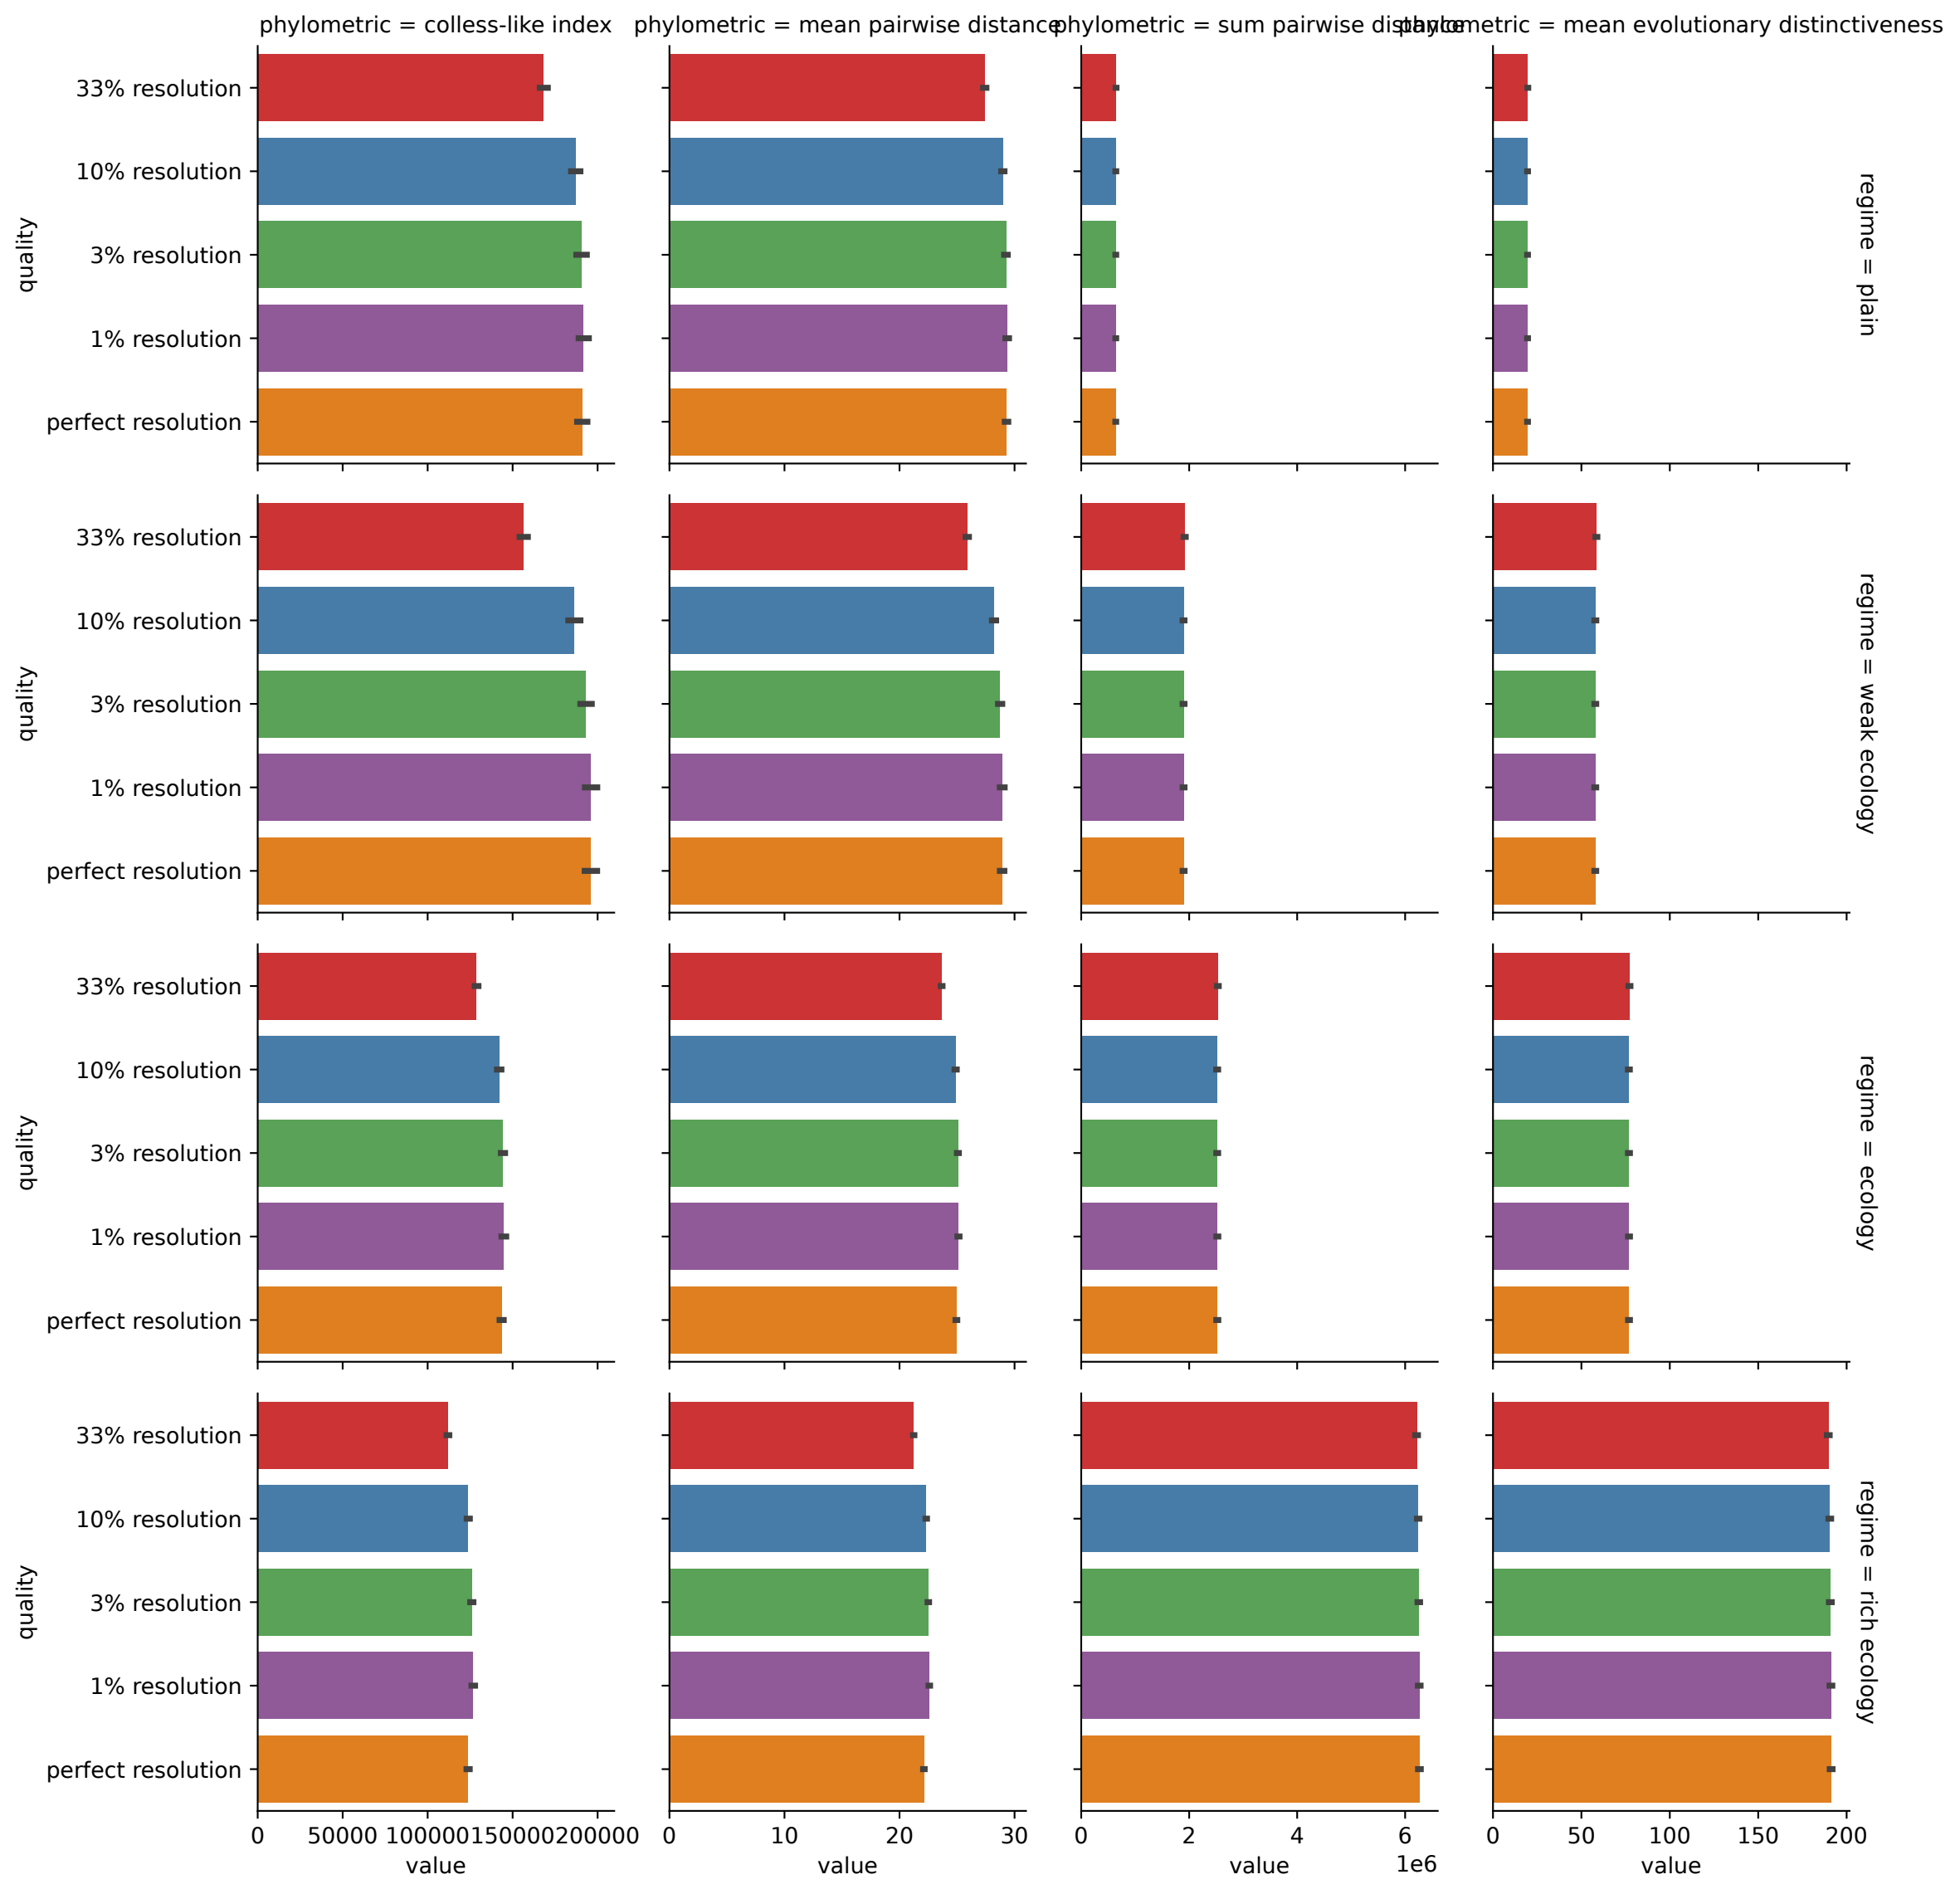 phylometric = colless-like index
phylometric = mean pairwise distance
phylometric = sum pairwise distance
phylometric = mean evolutionary distinctiveness
quality
33% resolution
10% resolution
3% resolution
1% resolution
perfect resolution
regime = plain
quality
33% resolution
10% resolution
3% resolution
1% resolution
perfect resolution
regime = weak ecology
quality
33% resolution
10% resolution
3% resolution
1% resolution
perfect resolution
regime = ecology
quality
33% resolution
10% resolution
3% resolution
1% resolution
perfect resolution
regime = rich ecology
0 50000 100000 150000 200000
value
0 10 20 30
value
0 2 4 6
1e6
value
0 50 100 150 200
value